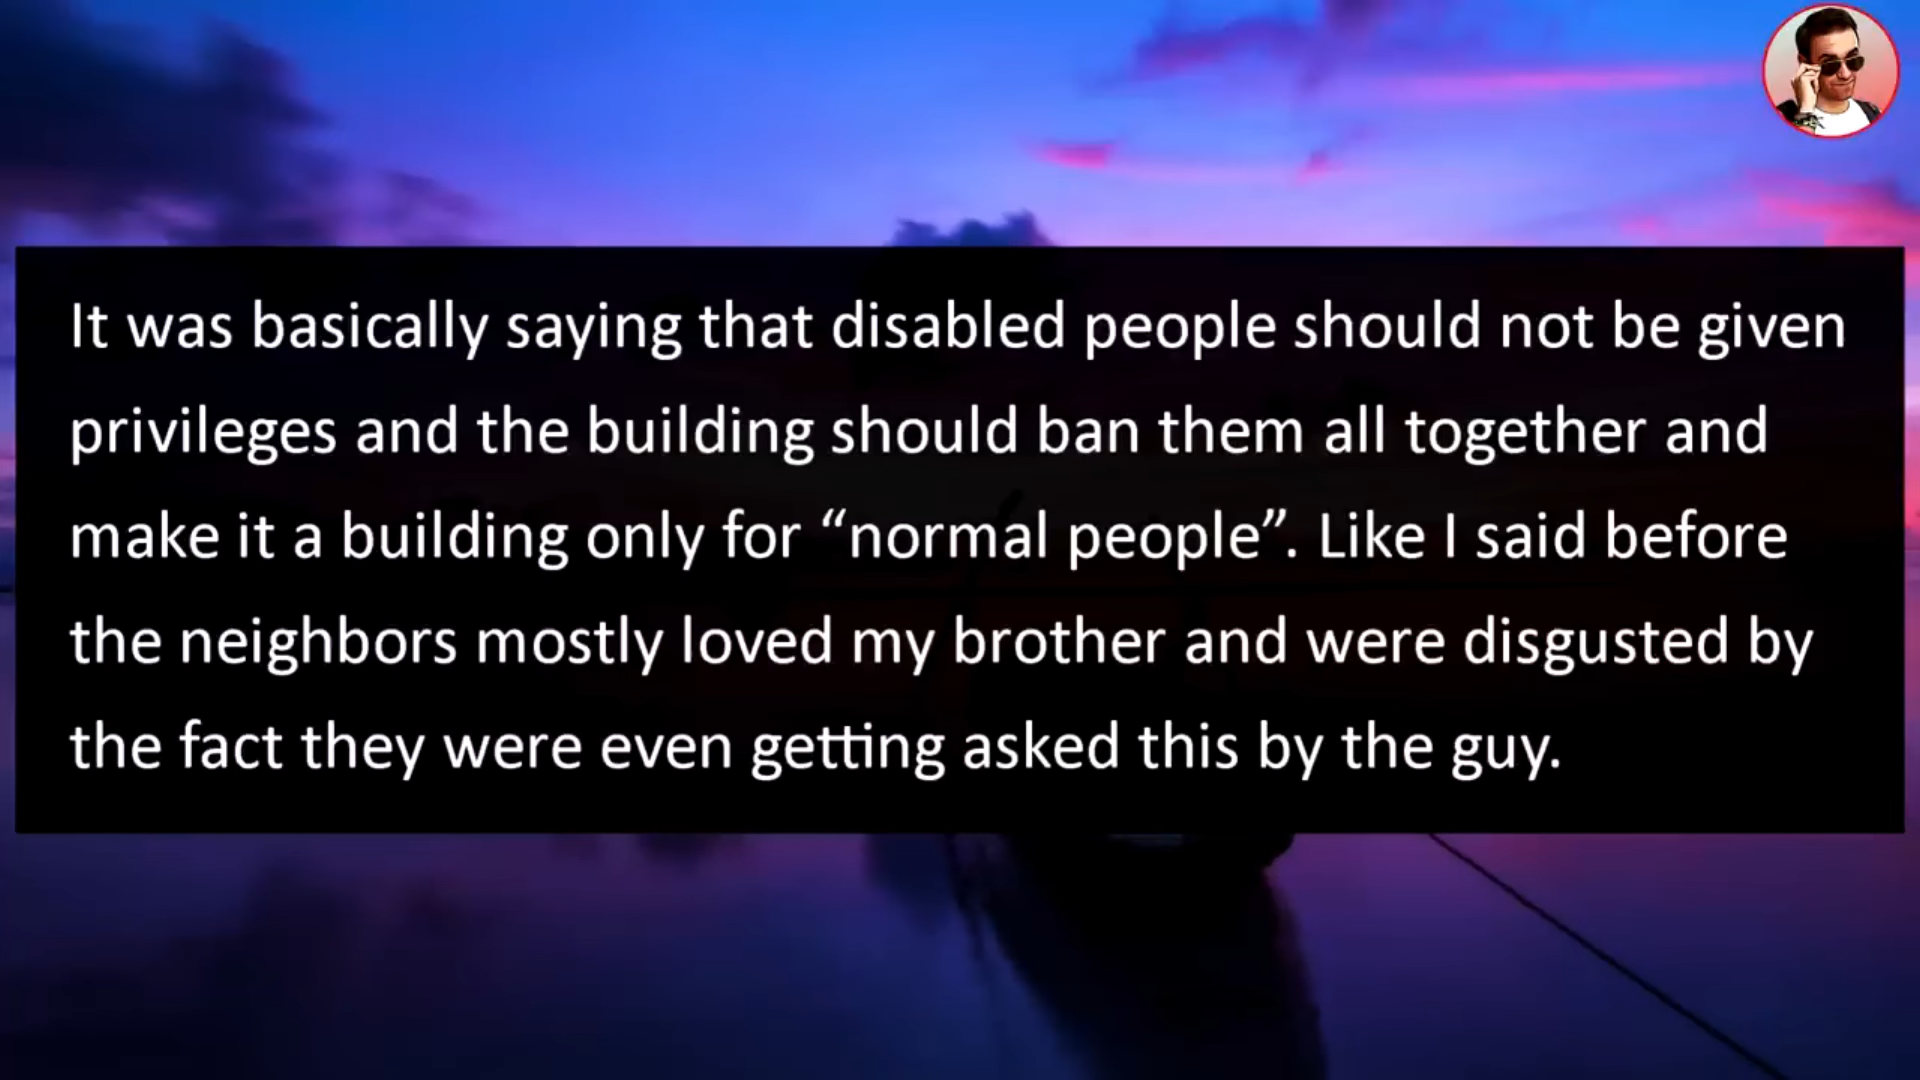 It was basically saying that disabled people should not be given
privileges and the building should ban them all together and
make it a building only for “normal people”. Like I said before
the neighbors mostly loved my brother and were disgusted by
the fact they were even getting asked this by the guy.